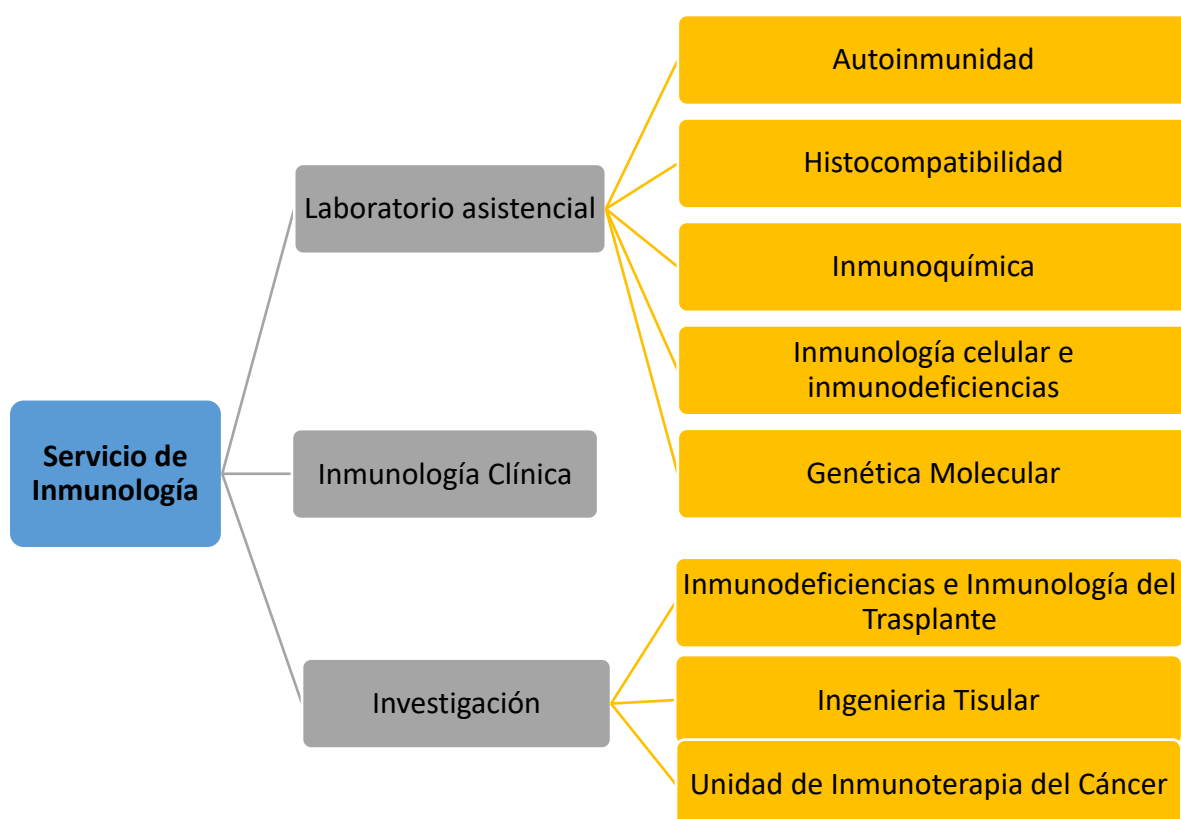 Autoinmunidad
Histocompatibilidad
Laboratorio asistencial
Inmunoquímica
Inmunología celular e
inmunodeficiencias
Servicio de
Inmunología
Inmunología Clínica
Genética Molecular
Inmunodeficiencias e Inmunología del
Trasplante
Investigación
Ingenieria Tisular
Unidad de Inmunoterapia del Cáncer